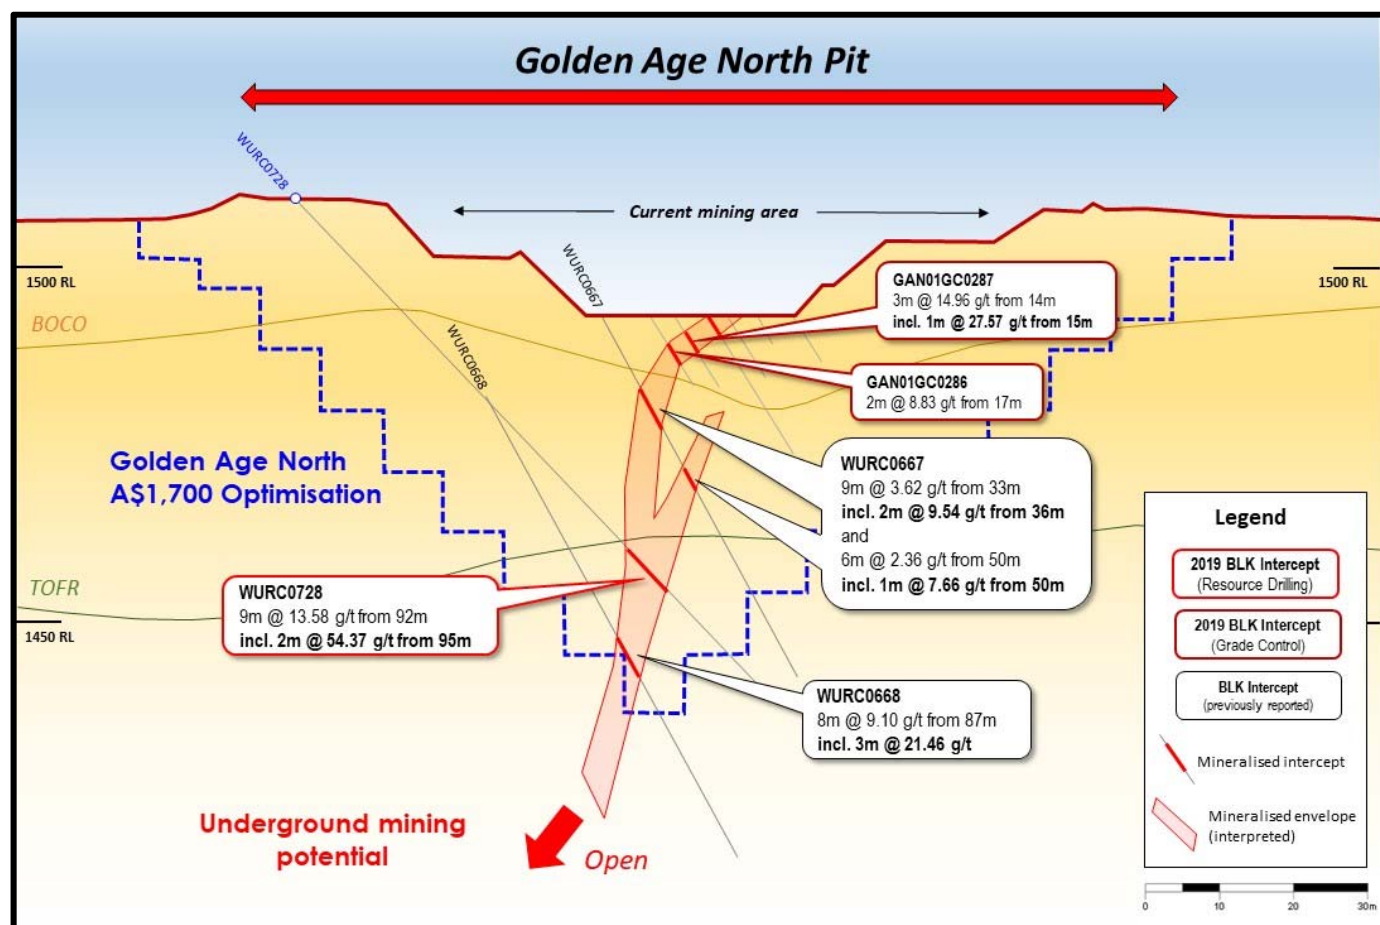 Golden Age North Pit
WURC0728
Current mining area
WURC0667
1500 RL
1500 RL
BOCO
WURC0668
GAN01GC0287
3m @ 14.96 g/t from 14m
incl. 1m @ 27.57 g/t from 15m
GAN01GC0286
2m @ 8.83 g/t from 17m
Golden Age North
A$1,700 Optimisation
WURC0667
9m @ 3.62 g/t from 33m
incl. 2m @ 9.54 g/t from 36m
and
6m @ 2.36 g/t from 50m
incl. 1m @ 7.66 g/t from 50m
TOFR
1450 RL
WURC0728
9m @ 13.58 g/t from 92m
incl. 2m @ 54.37 g/t from 95m
WURC0668
8m @ 9.10 g/t from 87m
incl. 3m @ 21.46 g/t
Underground mining
potential
Open
Legend
2019 BLK Intercept
(Resource Drilling)
2019 BLK Intercept
(Grade Control)
BLK Intercept
(previously reported)
Mineralised intercept
Mineralised envelope
(interpreted)
0 10 20 30m